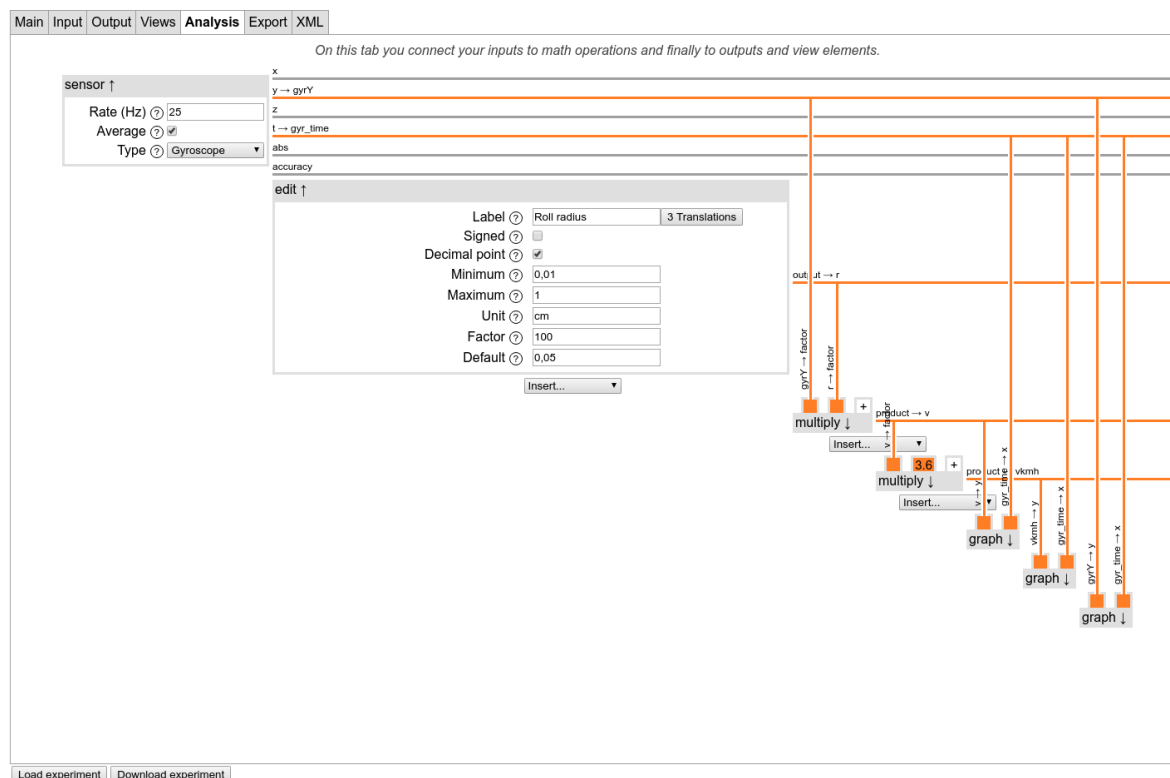 Main Input Output Views Analysis Export XML
On this tab you connect your inputs to math operations and finally to outputs and view elements.
x
sensor ↑
y → gyrY
Rate (Hz) ? 25
z
Average ?
t → gyr_time
Type ? Gyroscope
abs
accuracy
edit ↑
Label ? Roll radius 3 Translations
Signed ?
Decimal point ?
Minimum ? 0,01
output → r
Maximum ? 1
Unit ? cm
Factor ? 100
Default ? 0,05
gyrY → factor
r → factor
Insert...
+
multiply ↓
product → v
v → factor
Insert...
3.6 +
multiply ↓
product → vkmh
Insert...
v → y
gyr_time → x
graph ↓
vkmh → y
gyr_time → x
graph ↓
gyrY → y
gyr_time → x
graph ↓
Load experiment Download experiment